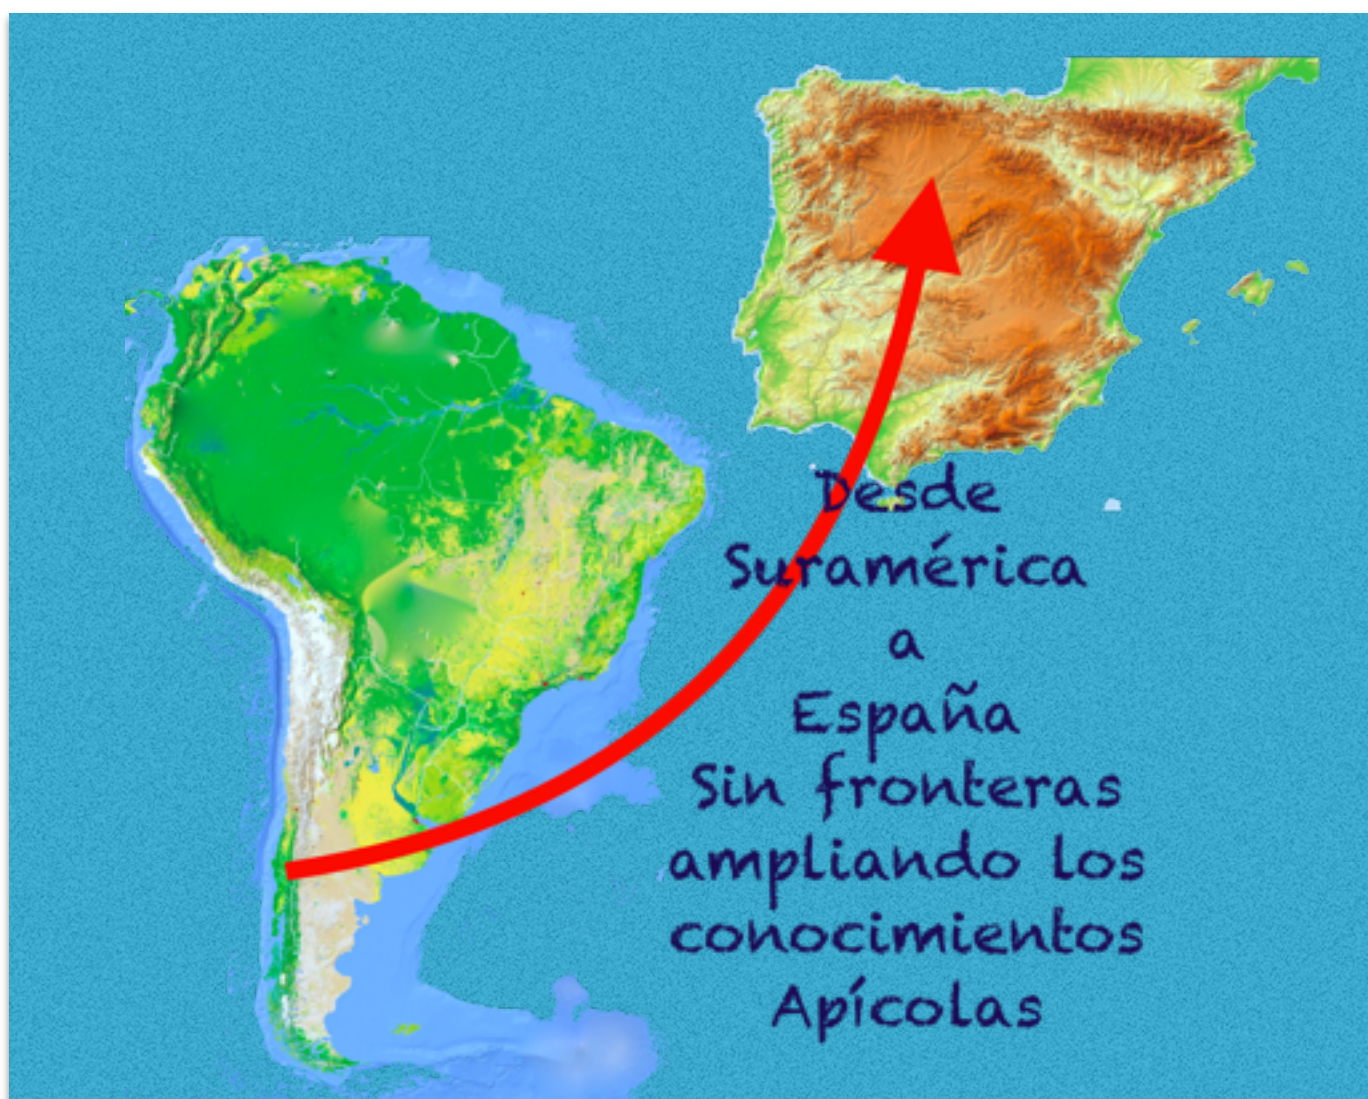 Desde
Suramérica
a
España
Sin fronteras
ampliando los
conocimientos
Apícolas